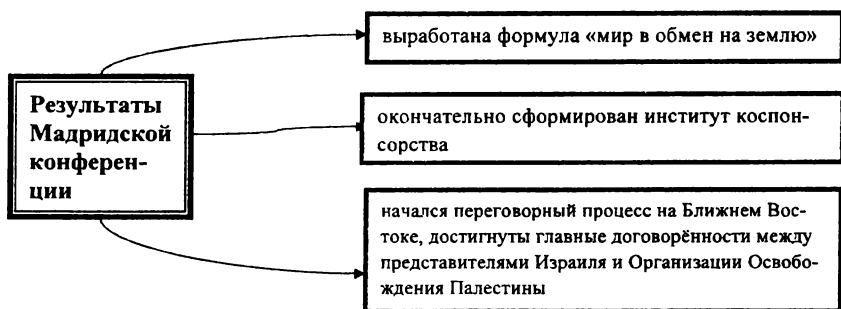 выработана формула «мир в обмен на землю»
Результаты
Мадридской
конферен-
ции
окончательно сформирован институт коспон-
сорства
начался переговорный процесс на Ближнем Вос-
токе, достигнуты главные договорённости между
представителями Израиля и Организации Освобо-
ждения Палестины